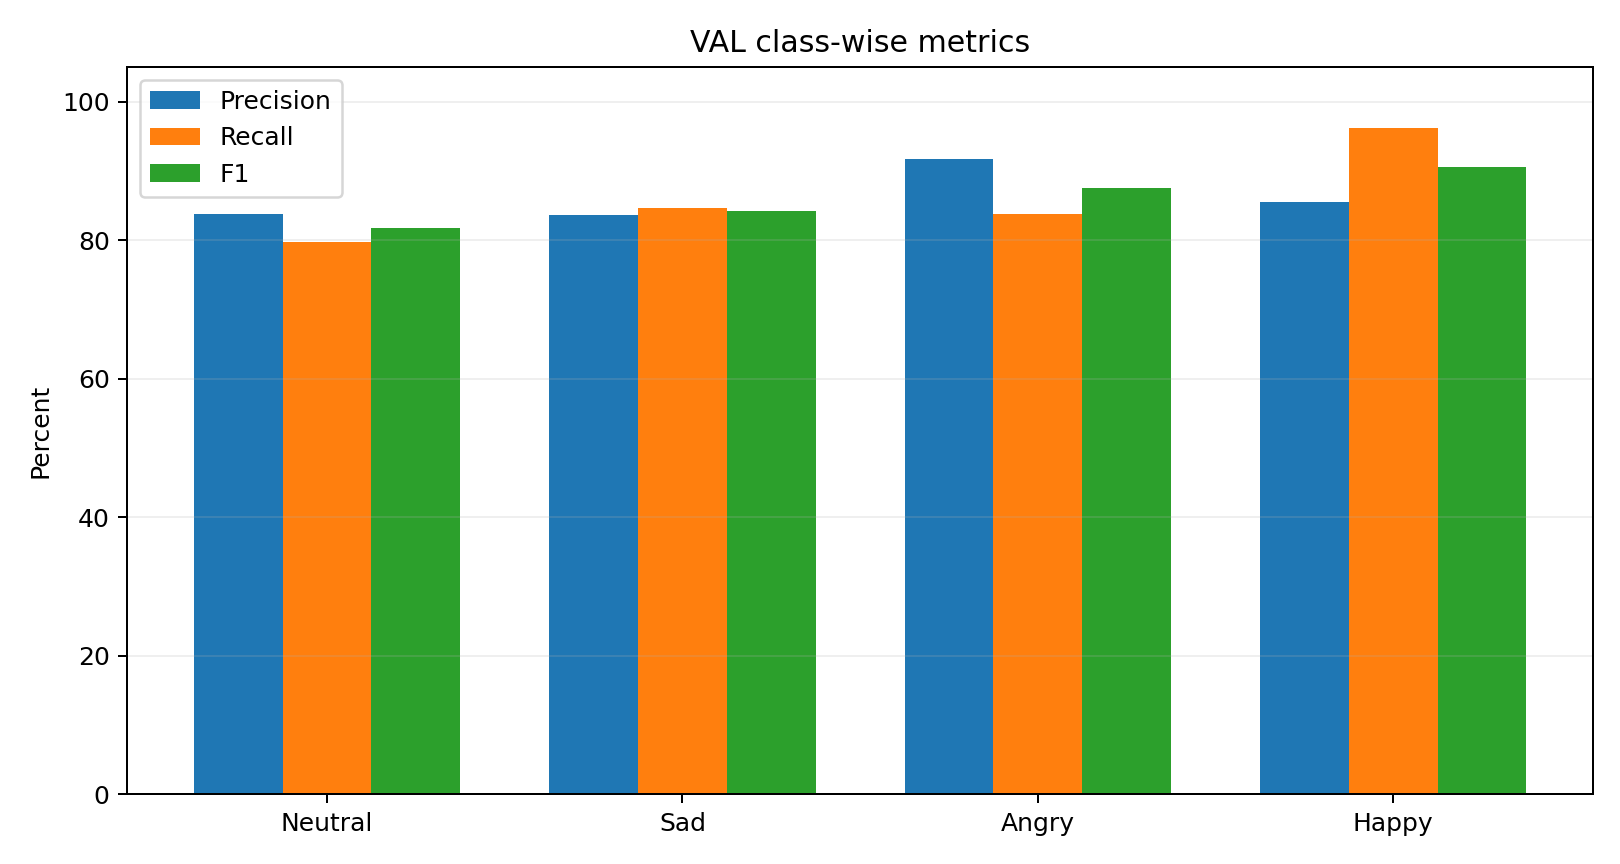 VAL class-wise metrics
Precision
Recall
F1
Percent
100
80
60
40
20
0
Neutral
Sad
Angry
Happy